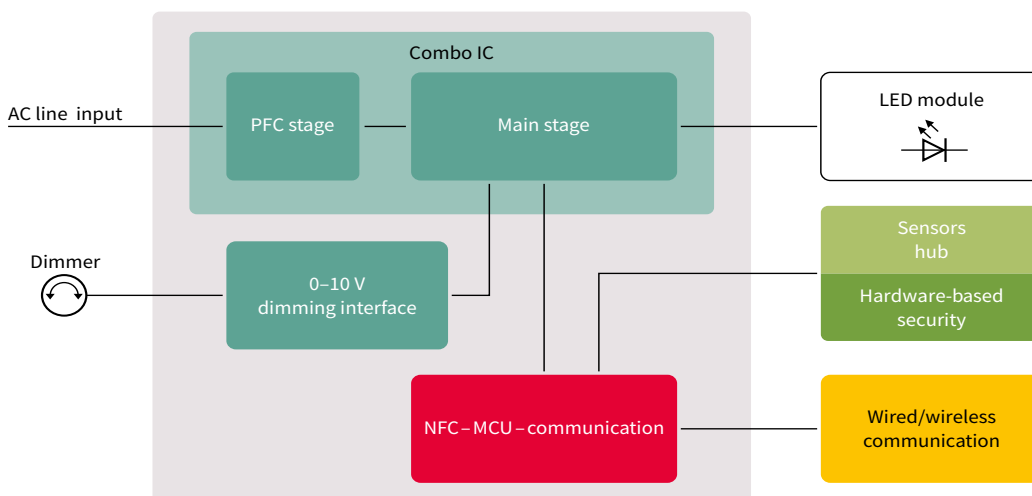 Combo IC
AC line input
PFC stage
Main stage
LED module
Dimmer
0–10 V
dimming interface
Sensors
hub
Hardware-based
security
NFC – MCU – communication
Wired/wireless
communication